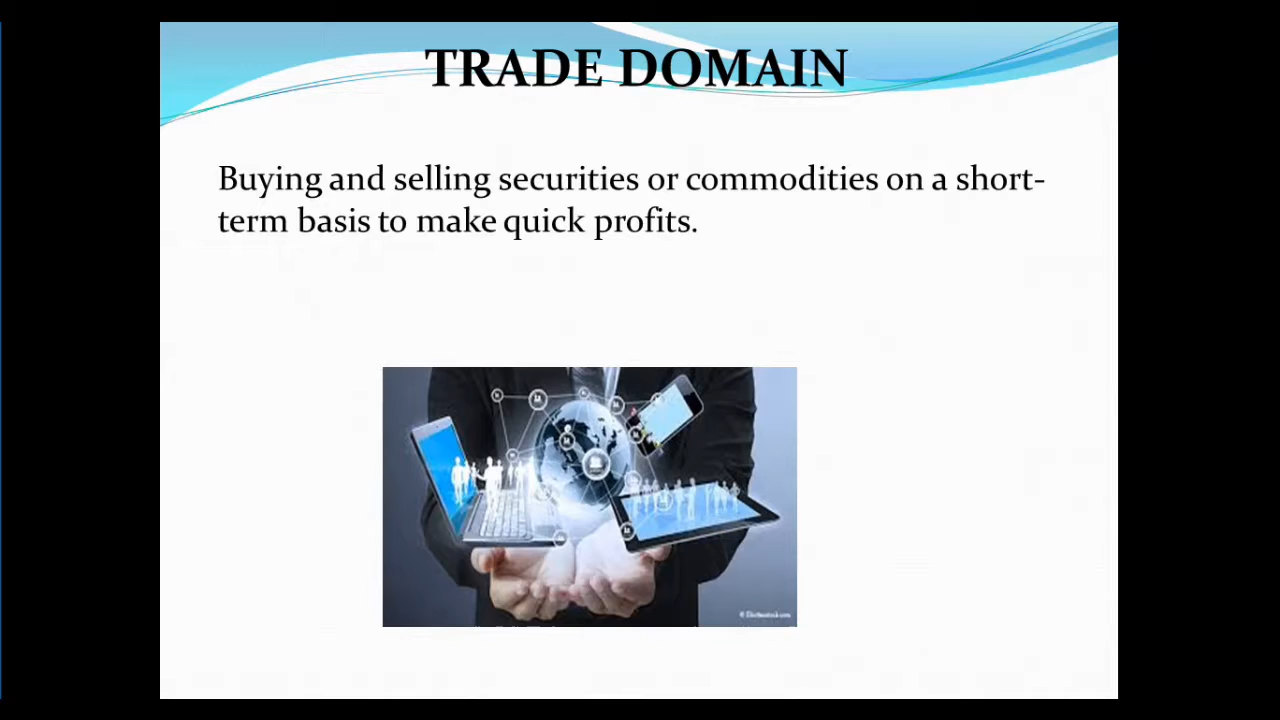 TRADE DOMAIN
Buying and selling securities or commodities on a short-
term basis to make quick profits.